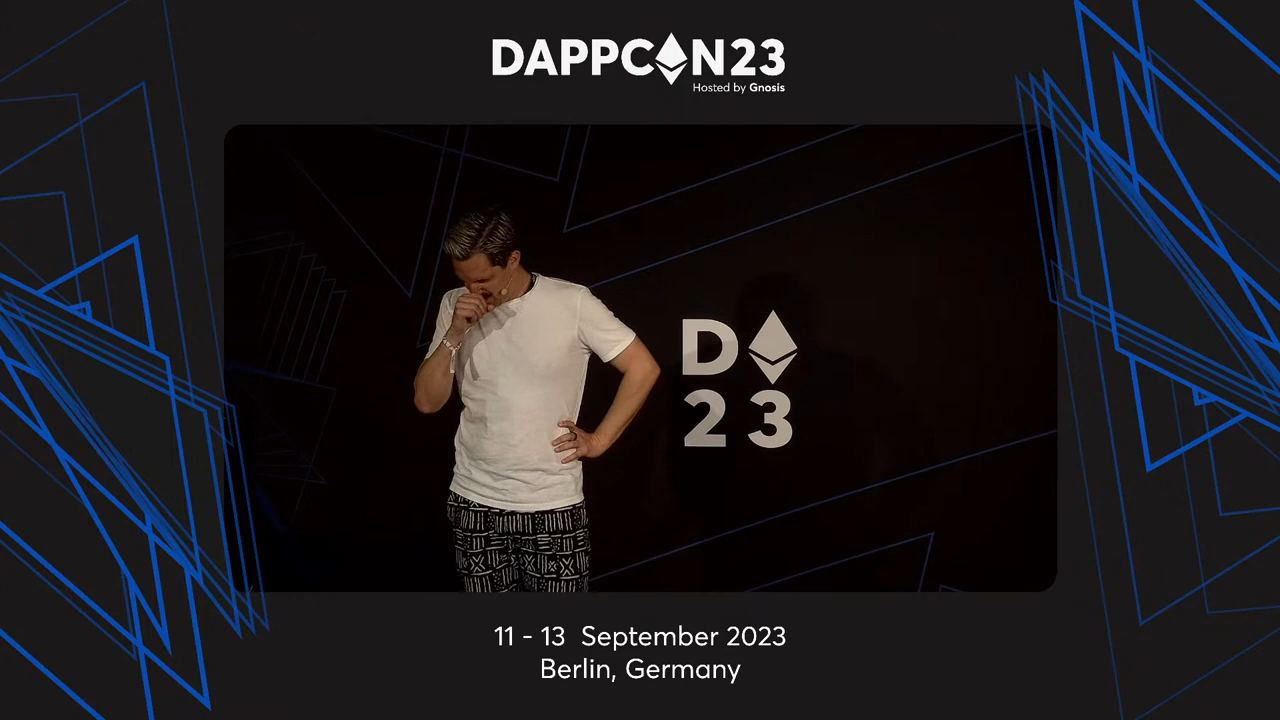 DAPPCON23
Hosted by Gnosis
D
23
11 - 13 September 2023
Berlin, Germany